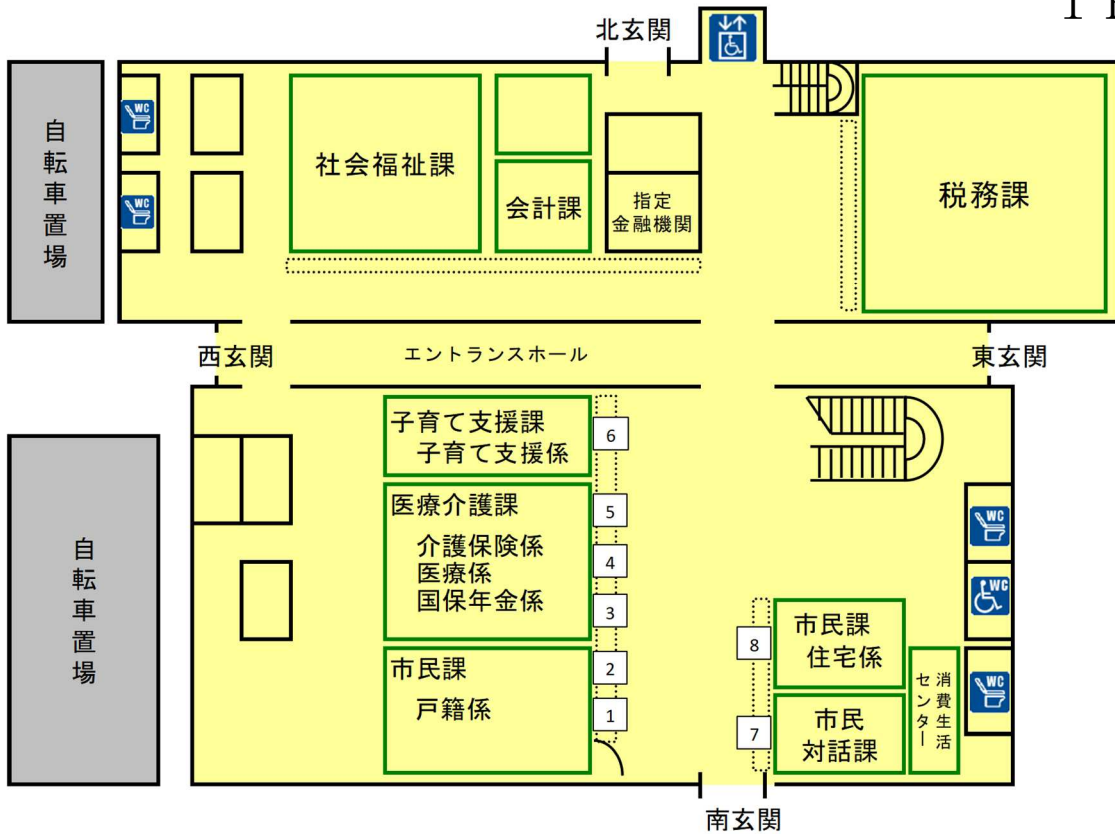 北玄関
自転車置場
WC
WC
社会福祉課
会計課
指定
金融機関
税務課
西玄関
エントランスホール
東玄関
自転車置場
子育て支援課
子育て支援係
6
医療介護課
介護保険係
医療係
国保年金係
5
4
3
市民課
戸籍係
2
1
市民課
住宅係
8
市民
対話課
7
消費生活
センター
WC
WC
WC
南玄関